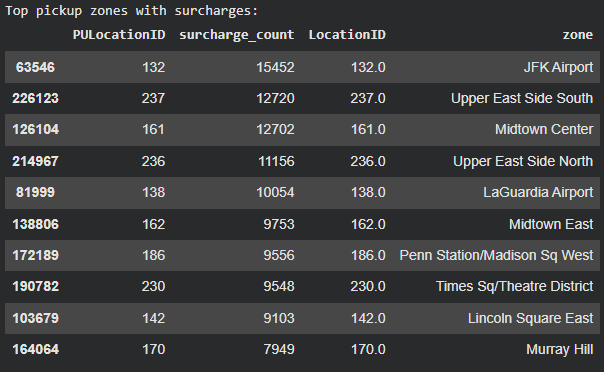 Top pickup zones with surcharges:
PULocationID surcharge_count LocationID zone
63546 132 15452 132.0 JFK Airport
226123 237 12720 237.0 Upper East Side South
126104 161 12702 161.0 Midtown Center
214967 236 11156 236.0 Upper East Side North
81999 138 10054 138.0 LaGuardia Airport
138806 162 9753 162.0 Midtown East
172189 186 9556 186.0 Penn Station/Madison Sq West
190782 230 9548 230.0 Times Sq/Theatre District
103679 142 9103 142.0 Lincoln Square East
164064 170 7949 170.0 Murray Hill